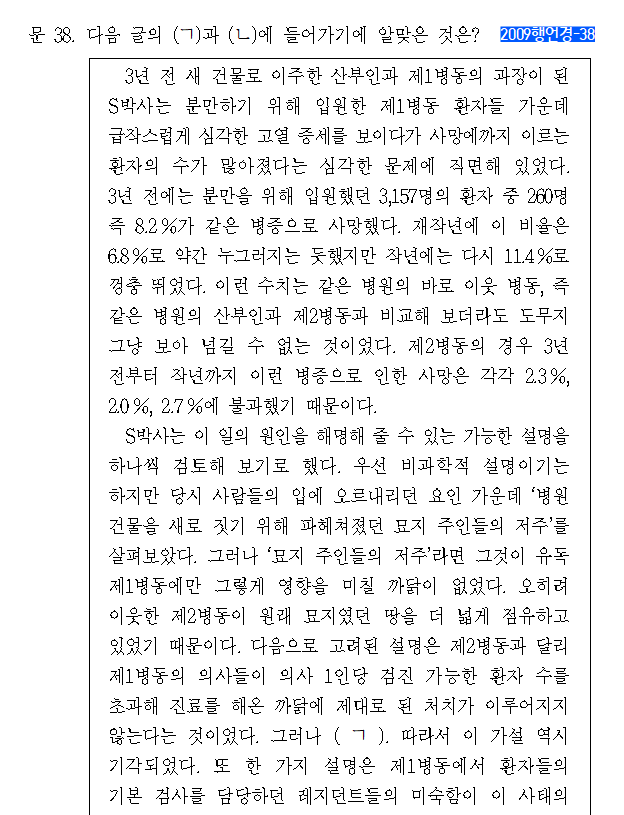 문 38. 다음 글의 (ㄱ)과 (ㄴ)에 들어가기에 알맞은 것은? 2009행언경-38
3년 전 새 건물로 이주한 산부인과 제1병동의 과장이 된
S박사는 분만하기 위해 입원한 제1병동 환자들 가운데
급작스럽게 심각한 고열 증세를 보이다가 사망에까지 이르는
환자의 수가 많아졌다는 심각한 문제에 직면해 있었다.
3년 전에는 분만을 위해 입원했던 3,157명의 환자 중 260명
즉 8.2%가 같은 병증으로 사망했다. 재작년에 이 비율은
6.8%로 약간 누그러지는 듯했지만 작년에는 다시 11.4%로
껑충 뛰었다. 이런 수치는 같은 병원의 바로 이웃 병동, 즉
같은 병원의 산부인과 제2병동과 비교해 보더라도 도무지
그냥 보아 넘길 수 없는 것이었다. 제2병동의 경우 3년
전부터 작년까지 이런 병증으로 인한 사망은 각각 2.3%,
2.0%, 2.7%에 불과했기 때문이다.
S박사는 이 일의 원인을 해명해 줄 수 있는 가능한 설명을
하나씩 검토해 보기로 했다. 우선 비과학적 설명이기는
하지만 당시 사람들의 입에 오르내리던 요인 가운데 ‘병원
건물을 새로 짓기 위해 파헤쳐졌던 묘지 주인들의 저주’를
살펴보았다. 그러나 ‘묘지 주인들의 저주’라면 그것이 유독
제1병동에만 그렇게 영향을 미칠 까닭이 없었다. 오히려
이웃한 제2병동이 원래 묘지였던 땅을 더 넓게 점유하고
있었기 때문이다. 다음으로 고려된 설명은 제2병동과 달리
제1병동의 의사들이 의사 1인당 검진 가능한 환자 수를
초과해 진료를 해온 까닭에 제대로 된 처치가 이루어지지
않는다는 것이었다. 그러나 ( ㄱ ). 따라서 이 가설 역시
기각되었다. 또 한 가지 설명은 제1병동에서 환자들의
기본 검사를 담당하던 레지던트들의 미숙함이 이 사태의